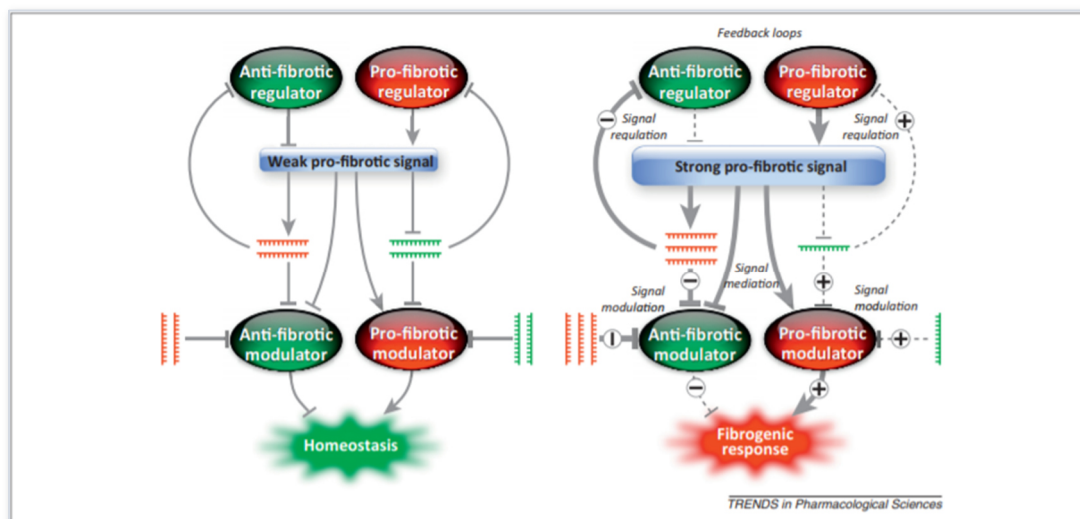 Anti-fibrotic
regulator
Pro-fibrotic
regulator
Weak pro-fibrotic signal
Anti-fibrotic
modulator
Pro-fibrotic
modulator
Homeostasis
Feedback loops
Anti-fibrotic
regulator
Pro-fibrotic
regulator
−
Signal
regulation
Signal
regulation
+
Strong pro-fibrotic signal
−
Signal
mediation
+
Signal
modulation
Signal
modulation
−
Anti-fibrotic
modulator
Pro-fibrotic
modulator
+
−
+
Fibrogenic
response
TRENDS in Pharmacological Sciences